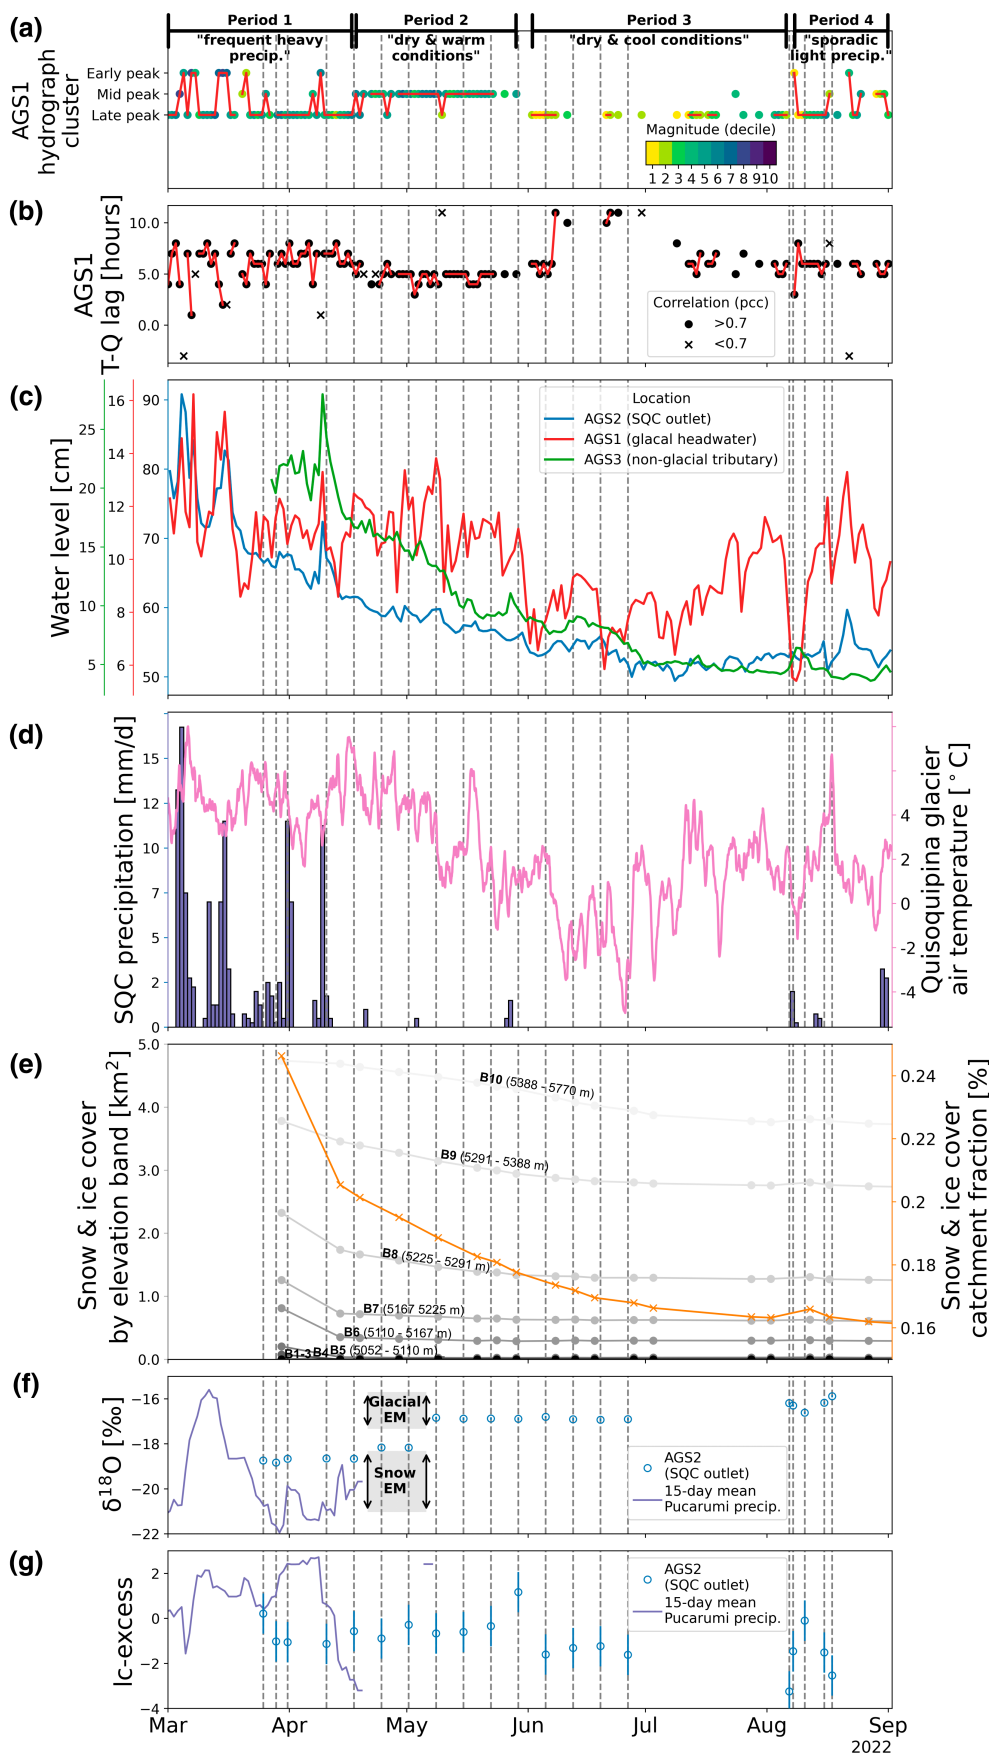 (a)
Period 1
Period 2
Period 3
Period 4
"frequent heavy
precip."
"dry & warm
conditions"
"dry & cool conditions"
"sporadic
light precip."
AGS1
hydrograph
cluster
Early peak
Mid peak
Late peak
Magnitude (decile)
1 2 3 4 5 6 7 8 9 10
(b)
AGS1
T-Q lag [hours]
10.0
5.0
0.0
Correlation (pcc)
>0.7
<0.7
(c)
Water level [cm]
25
20
15
10
5
16
14
12
10
8
6
90
80
70
60
50
Location
AGS2 (SQC outlet)
AGS1 (glacal headwater)
AGS3 (non-glacial tributary)
(d)
SQC precipitation [mm/d]
15
12
10
7
5
2
0
4
2
0
-2
-4
Quisoquipina glacier
air temperature [°C]
(e)
Snow & ice cover
by elevation band [km²]
5.0
4.0
3.0
2.0
1.0
0.0
B10 (5388 - 5770 m)
B9 (5291 - 5388 m)
B8 (5225 - 5291 m)
B7 (5167 5225 m)
B6 (5110 - 5167 m)
B5 (5052 - 5110 m)
B1-3 B4
0.24
0.22
0.2
0.18
0.16
Snow & ice cover
catchment fraction [%]
(f)
δ¹⁸O [‰]
−16
−18
−20
−22
Glacial
EM
Snow
EM
AGS2
(SQC outlet)
15-day mean
Pucarumi precip.
(g)
lc-excess
2
0
−2
−4
AGS2
(SQC outlet)
15-day mean
Pucarumi precip.
Mar Apr May Jun Jul Aug Sep
2022